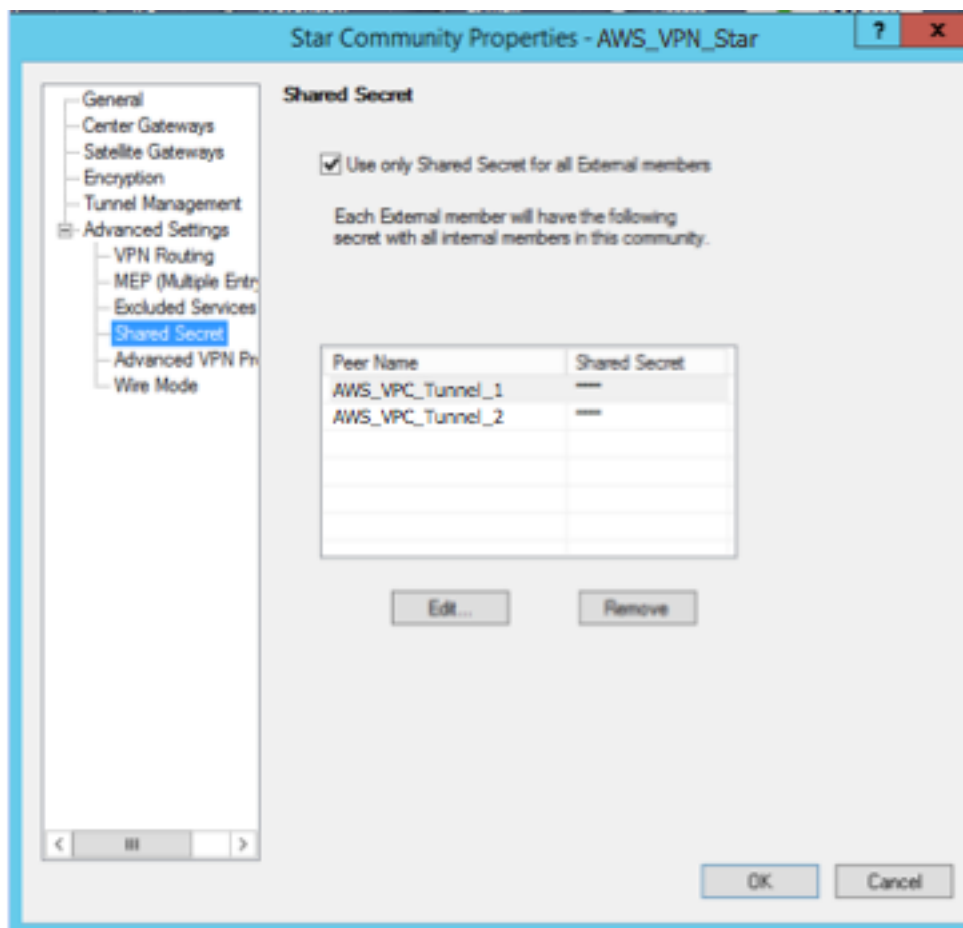 Star Community Properties - AWS_VPN_Star
?
x
General
Center Gateways
Satellite Gateways
Encryption
Tunnel Management
Advanced Settings
VPN Routing
MEP (Multiple Entry
Excluded Services
Shared Secret
Advanced VPN Pr
Wire Mode
Shared Secret
Use only Shared Secret for all External members
Each External member will have the following
secret with all internal members in this community.
Peer Name Shared Secret
AWS_VPC_Tunnel_1 ****
AWS_VPC_Tunnel_2 ****
Edit... Remove
OK Cancel